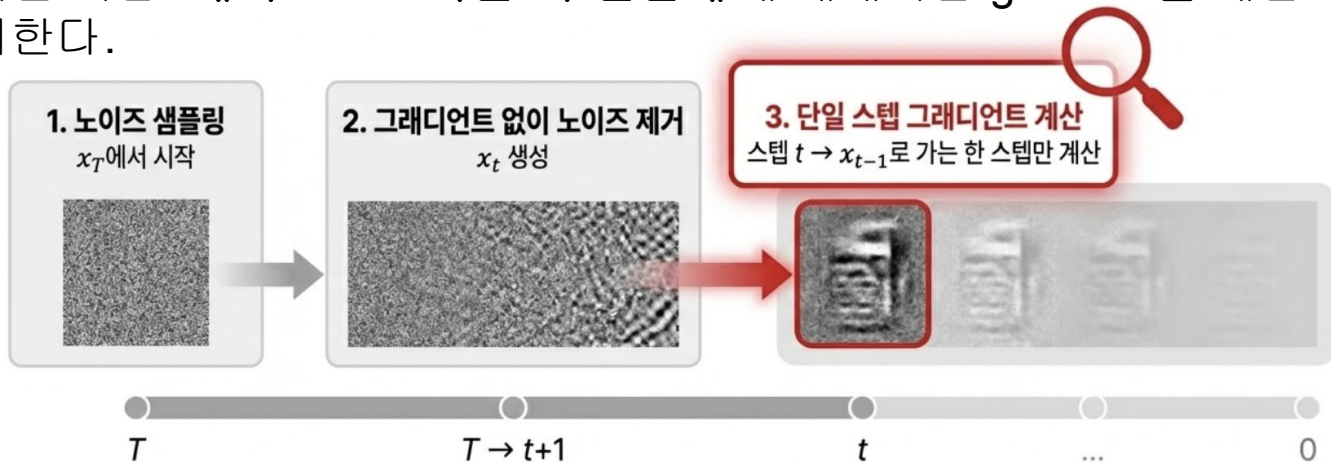 한다.
1. 노이즈 샘플링
x_T에서 시작
2. 그래디언트 없이 노이즈 제거
x_t 생성
3. 단일 스텝 그래디언트 계산
스텝 t → x_{t−1}로 가는 한 스텝만 계산
T
T → t+1
t
...
0